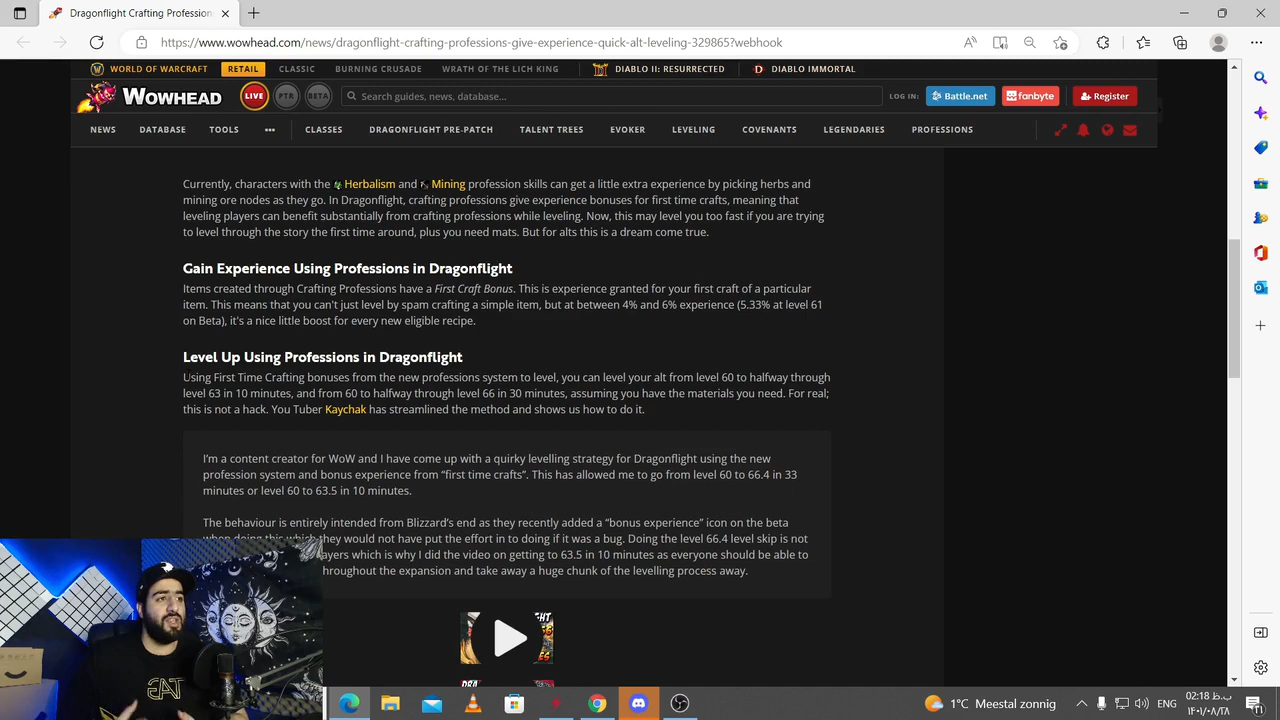 Dragonflight Crafting Profession
https://www.wowhead.com/news/dragonflight-crafting-professions-give-experience-quick-alt-leveling-329865?webhook
WORLD OF WARCRAFT RETAIL CLASSIC BURNING CRUSADE WRATH OF THE LICH KING DIABLO II: RESURRECTED DIABLO IMMORTAL
WOWHEAD LIVE PTR BETA Search guides, news, database... LOG IN: Battle.net fanbyte Register
NEWS DATABASE TOOLS ••• CLASSES DRAGONFLIGHT PRE-PATCH TALENT TREES EVOKER LEVELING COVENANTS LEGENDARIES PROFESSIONS
Currently, characters with the Herbalism and Mining profession skills can get a little extra experience by picking herbs and
mining ore nodes as they go. In Dragonflight, crafting professions give experience bonuses for first time crafts, meaning that
leveling players can benefit substantially from crafting professions while leveling. Now, this may level you too fast if you are trying
to level through the story the first time around, plus you need mats. But for alts this is a dream come true.
Gain Experience Using Professions in Dragonflight
Items created through Crafting Professions have a First Craft Bonus. This is experience granted for your first craft of a particular
item. This means that you can't just level by spam crafting a simple item, but at between 4% and 6% experience (5.33% at level 61
on Beta), it's a nice little boost for every new eligible recipe.
Level Up Using Professions in Dragonflight
Using First Time Crafting bonuses from the new professions system to level, you can level your alt from level 60 to halfway through
level 63 in 10 minutes, and from 60 to halfway through level 66 in 30 minutes, assuming you have the materials you need. For real;
this is not a hack. You Tuber Kaychak has streamlined the method and shows us how to do it.
I'm a content creator for WoW and I have come up with a quirky levelling strategy for Dragonflight using the new
profession system and bonus experience from "first time crafts". This has allowed me to go from level 60 to 66.4 in 33
minutes or level 60 to 63.5 in 10 minutes.
The behaviour is entirely intended from Blizzard's end as they recently added a "bonus experience" icon on the beta
when doing this which they would not have put the effort in to doing if it was a bug. Doing the level 66.4 level skip is not
ayers which is why I did the video on getting to 63.5 in 10 minutes as everyone should be able to
hroughout the expansion and take away a huge chunk of the levelling process away.
1°C Meestal zonnig ENG 02:18